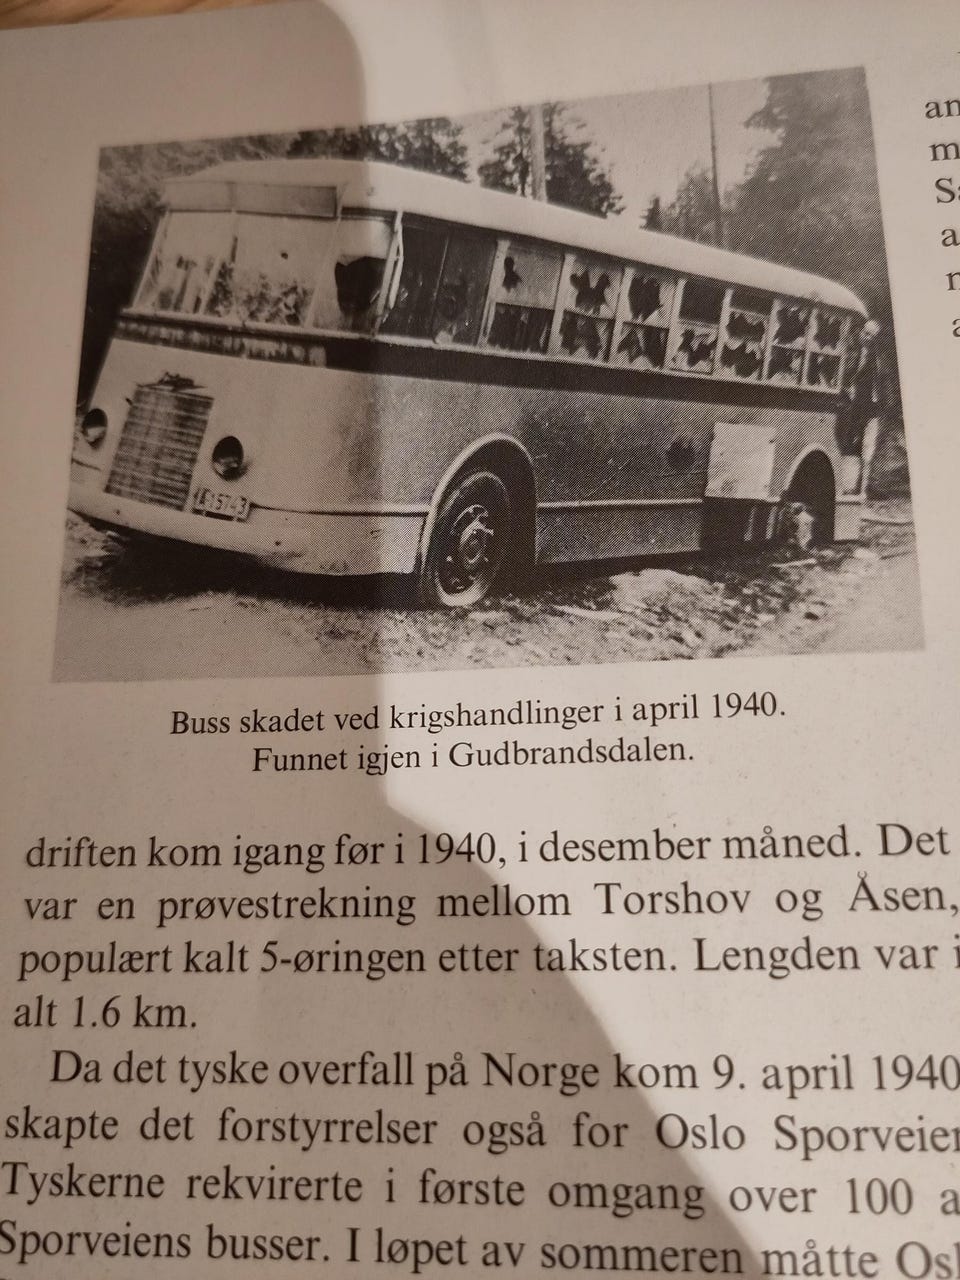 Buss skadet ved krigshandlinger i april 1940.
Funnet igjen i Gudbrandsdalen.
driften kom igang før i 1940, i desember måned. Det
var en prøvestrekning mellom Torshov og Åsen,
populært kalt 5-øringen etter taksten. Lengden var i
alt 1.6 km.
Da det tyske overfall på Norge kom 9. april 1940
skapte det forstyrrelser også for Oslo
Tyskerne rekvirerte i første omgang over 100 a
Sporveiens busser. I løpet av sommeren måtte